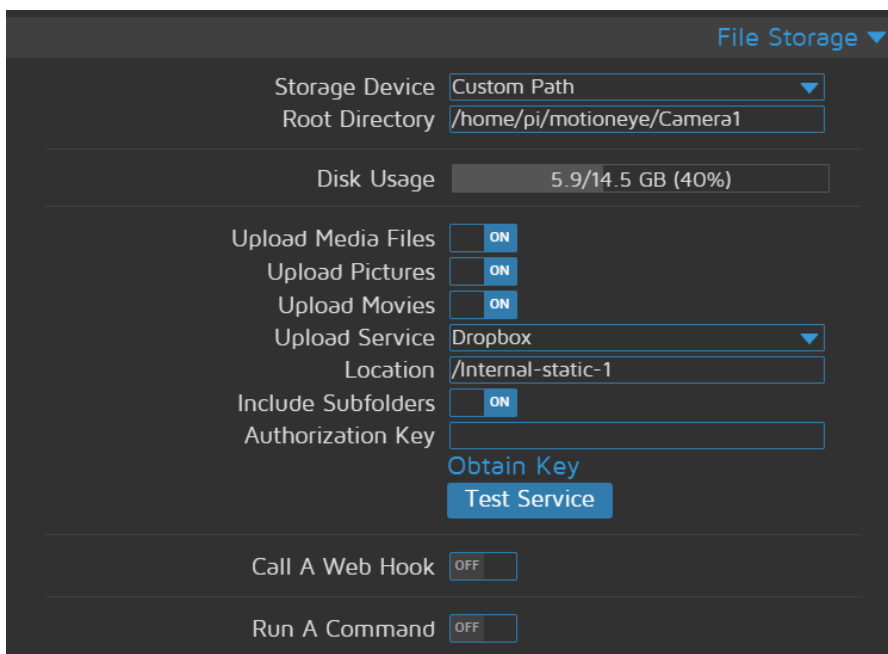 File Storage
Storage Device Custom Path
Root Directory /home/pi/motioneye/Camera1
Disk Usage 5.9/14.5 GB (40%)
Upload Media Files ON
Upload Pictures ON
Upload Movies ON
Upload Service Dropbox
Location /Internal-static-1
Include Subfolders ON
Authorization Key
Obtain Key
Test Service
Call A Web Hook OFF
Run A Command OFF